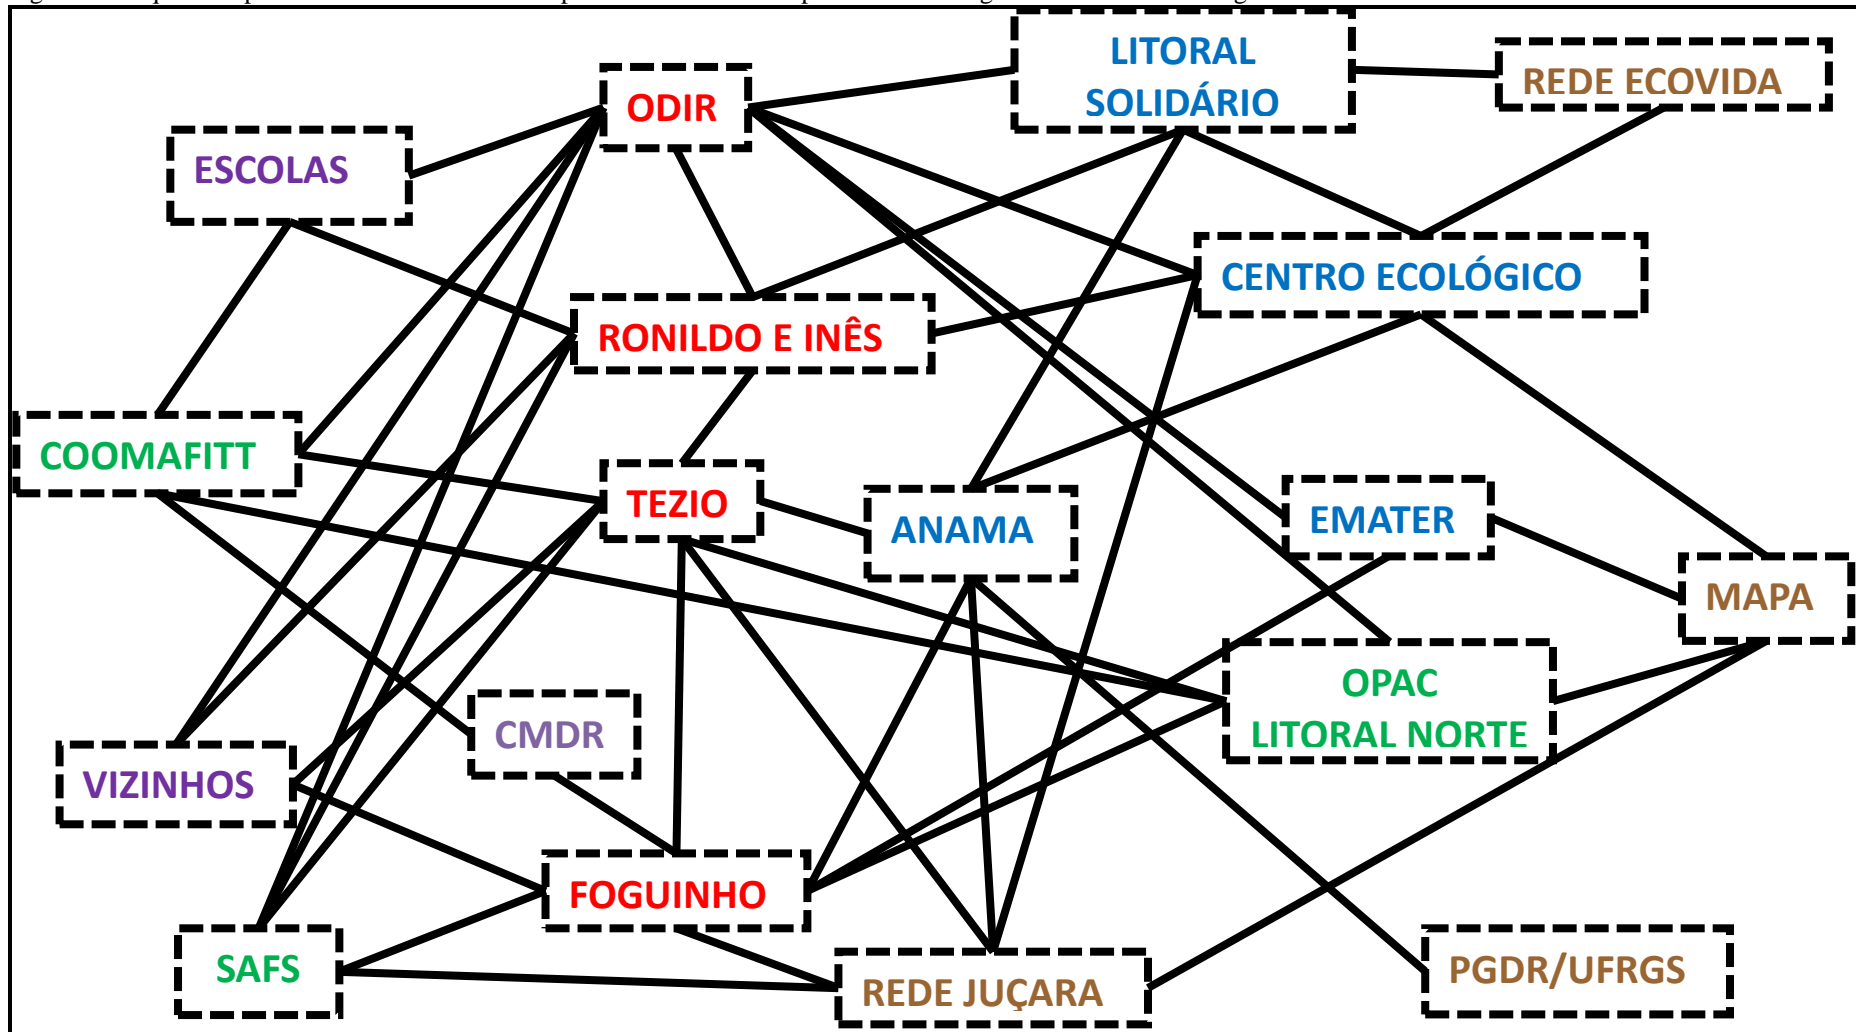 LITORAL
SOLIDÁRIO
REDE ECOVIDA
ODIR
ESCOLAS
CENTRO ECOLÓGICO
RONILDO E INÊS
COOMAFITT
TEZIO
ANAMA
EMATER
MAPA
OPAC
LITORAL NORTE
CMDR
VIZINHOS
FOGUINHO
SAFS
REDE JUÇARA
PGDR/UFRGS